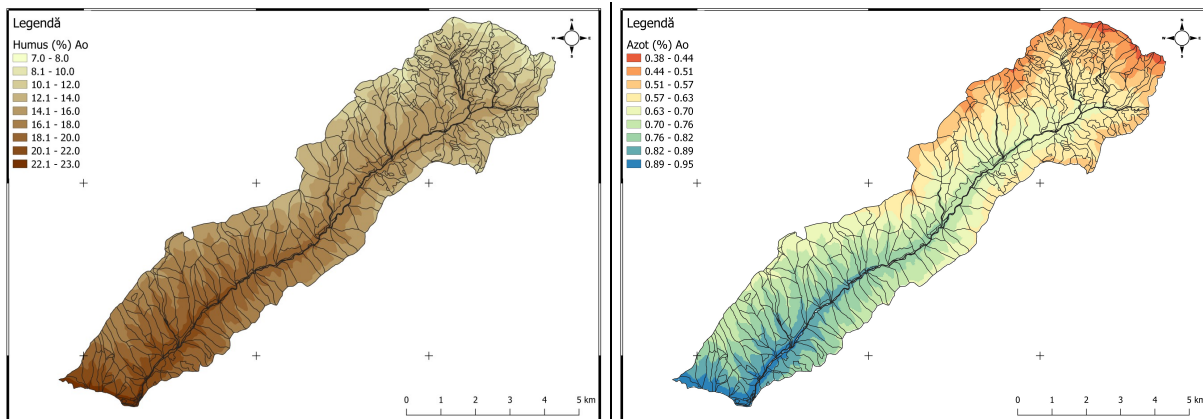 Legendă
Humus (%) Ao
7.0 - 8.0
8.1 - 10.0
10.1 - 12.0
12.1 - 14.0
14.1 - 16.0
16.1 - 18.0
18.1 - 20.0
20.1 - 22.0
22.1 - 23.0
N
W E
S
0 1 2 3 4 5 km
Legendă
Azot (%) Ao
0.38 - 0.44
0.44 - 0.51
0.51 - 0.57
0.57 - 0.63
0.63 - 0.70
0.70 - 0.76
0.76 - 0.82
0.82 - 0.89
0.89 - 0.95
N
W E
S
0 1 2 3 4 5 km